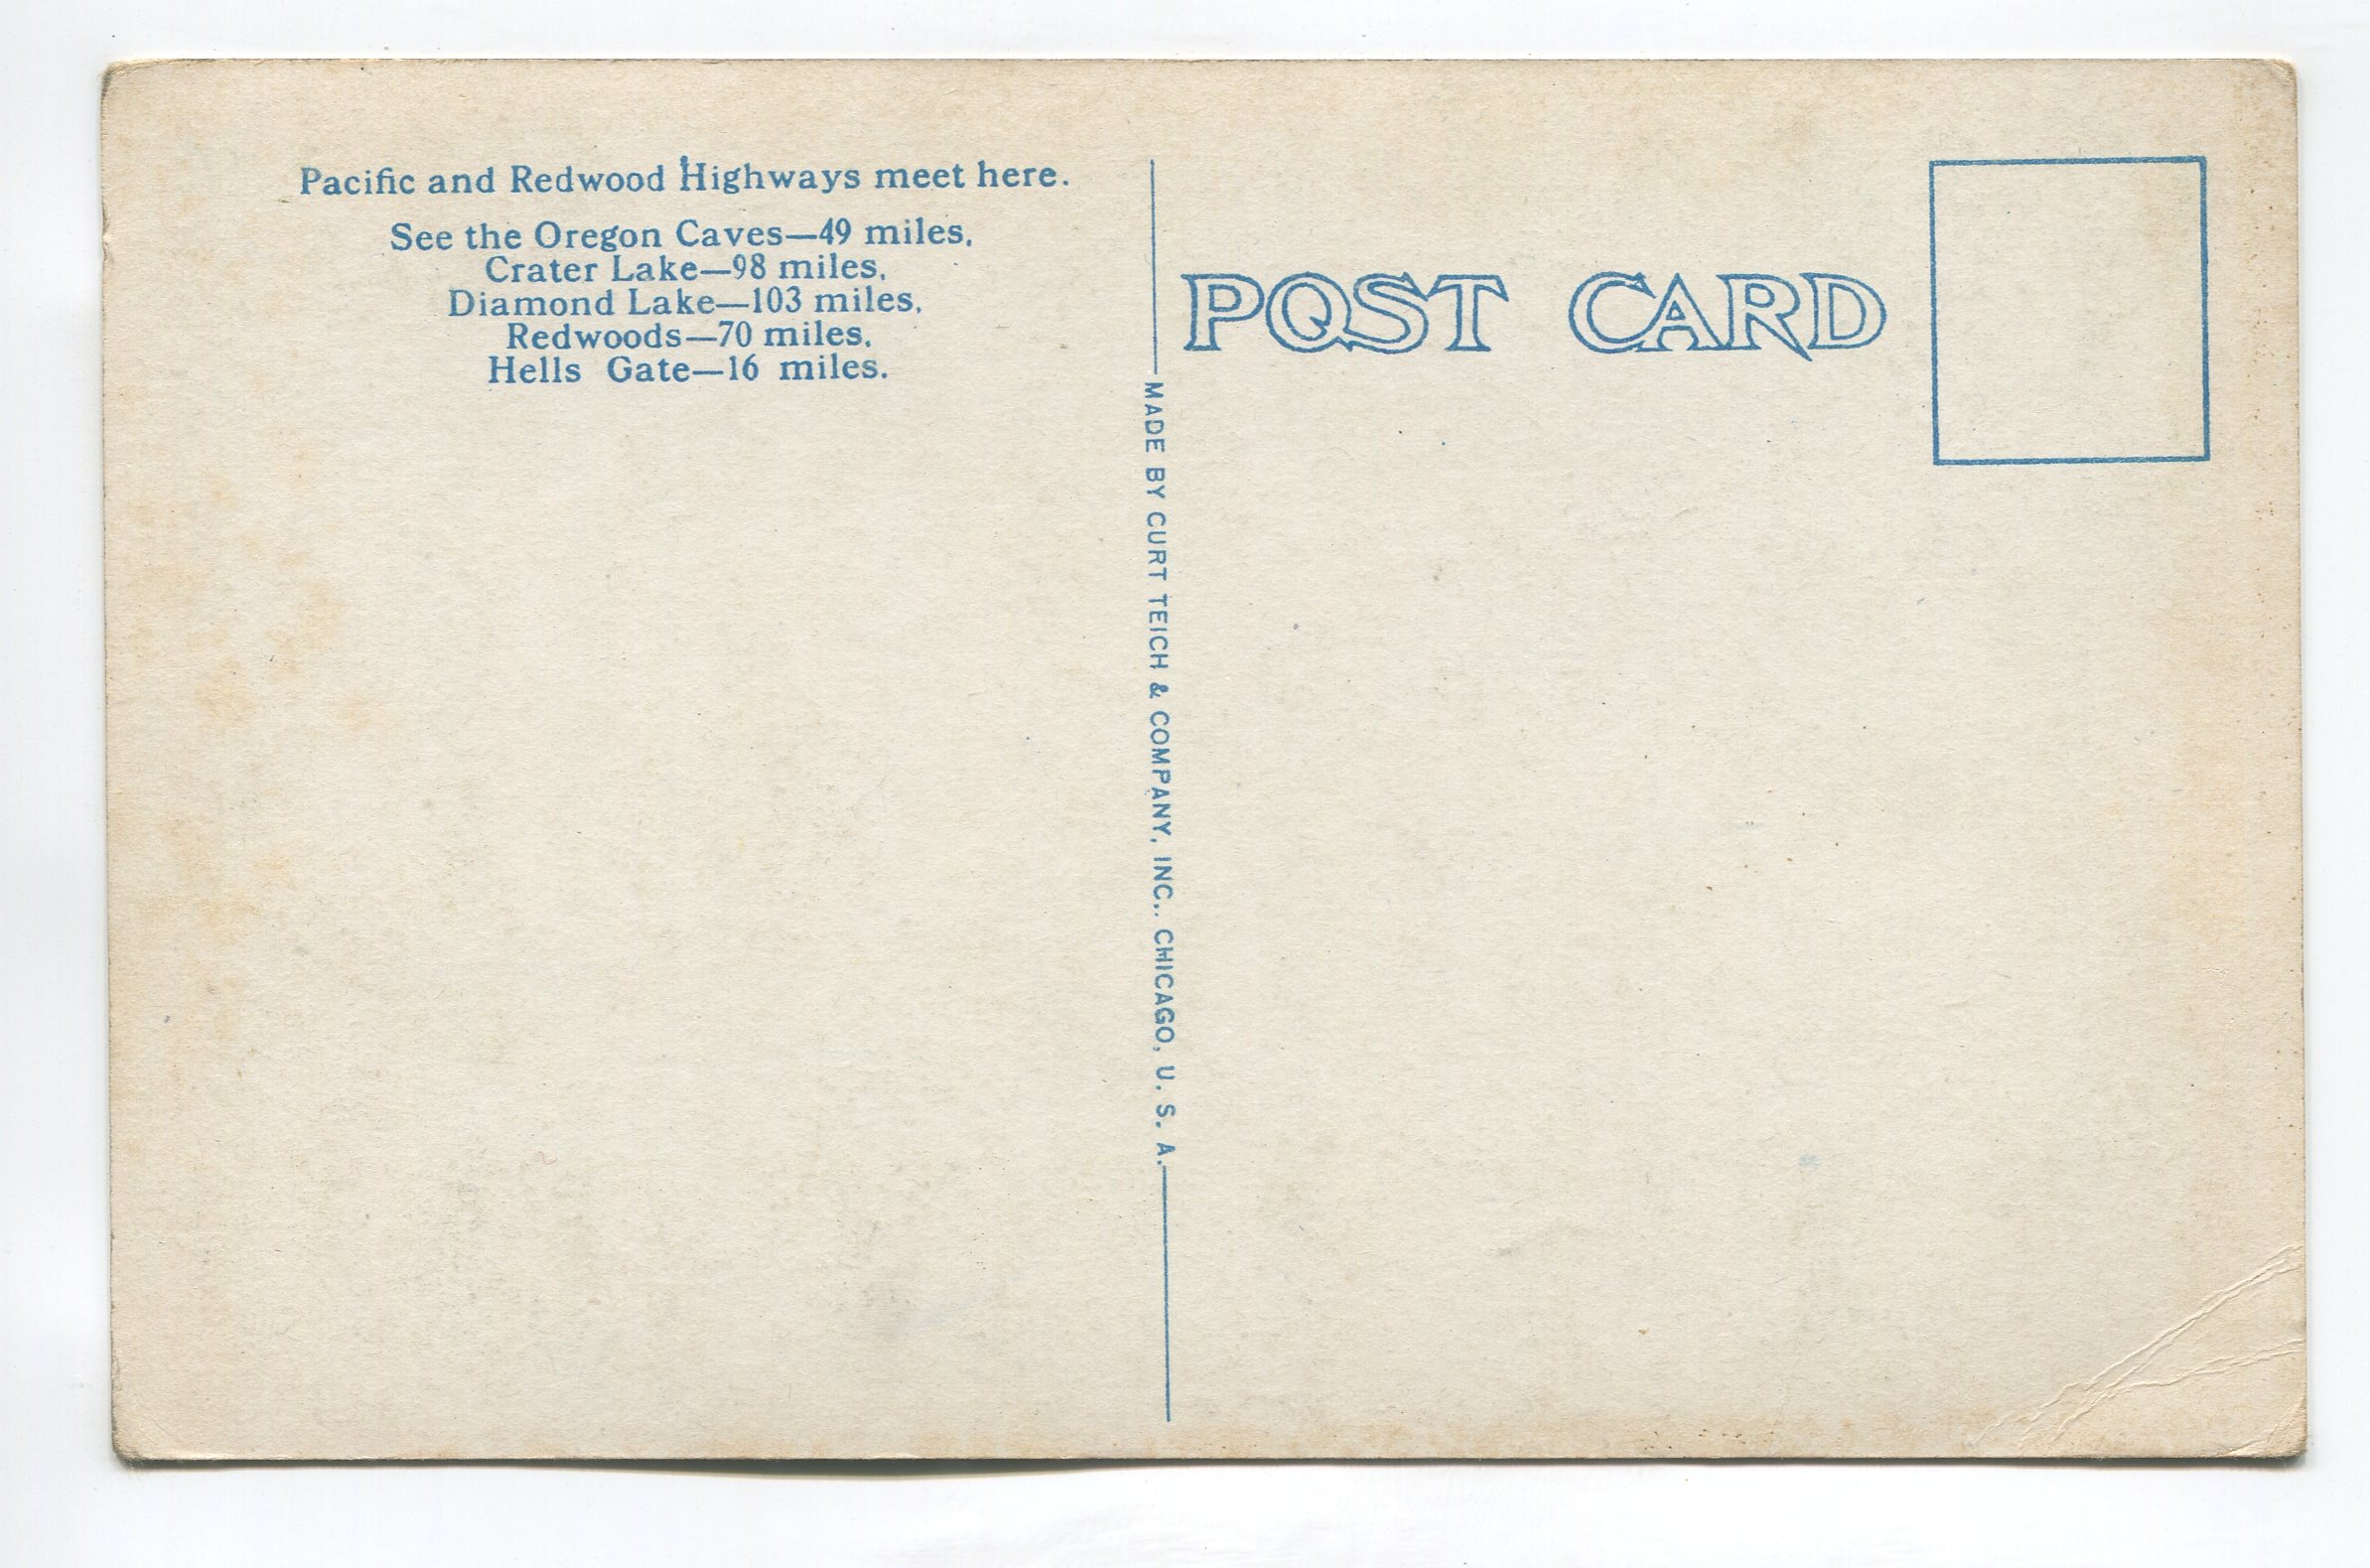 Pacific and Redwood Highways meet here.
See the Oregon Caves—49 miles,
Crater Lake—98 miles,
Diamond Lake—103 miles,
Redwoods—70 miles,
Hells Gate—16 miles.
POST CARD
MADE BY CURT TEICH & COMPANY, INC., CHICAGO, U. S. A.